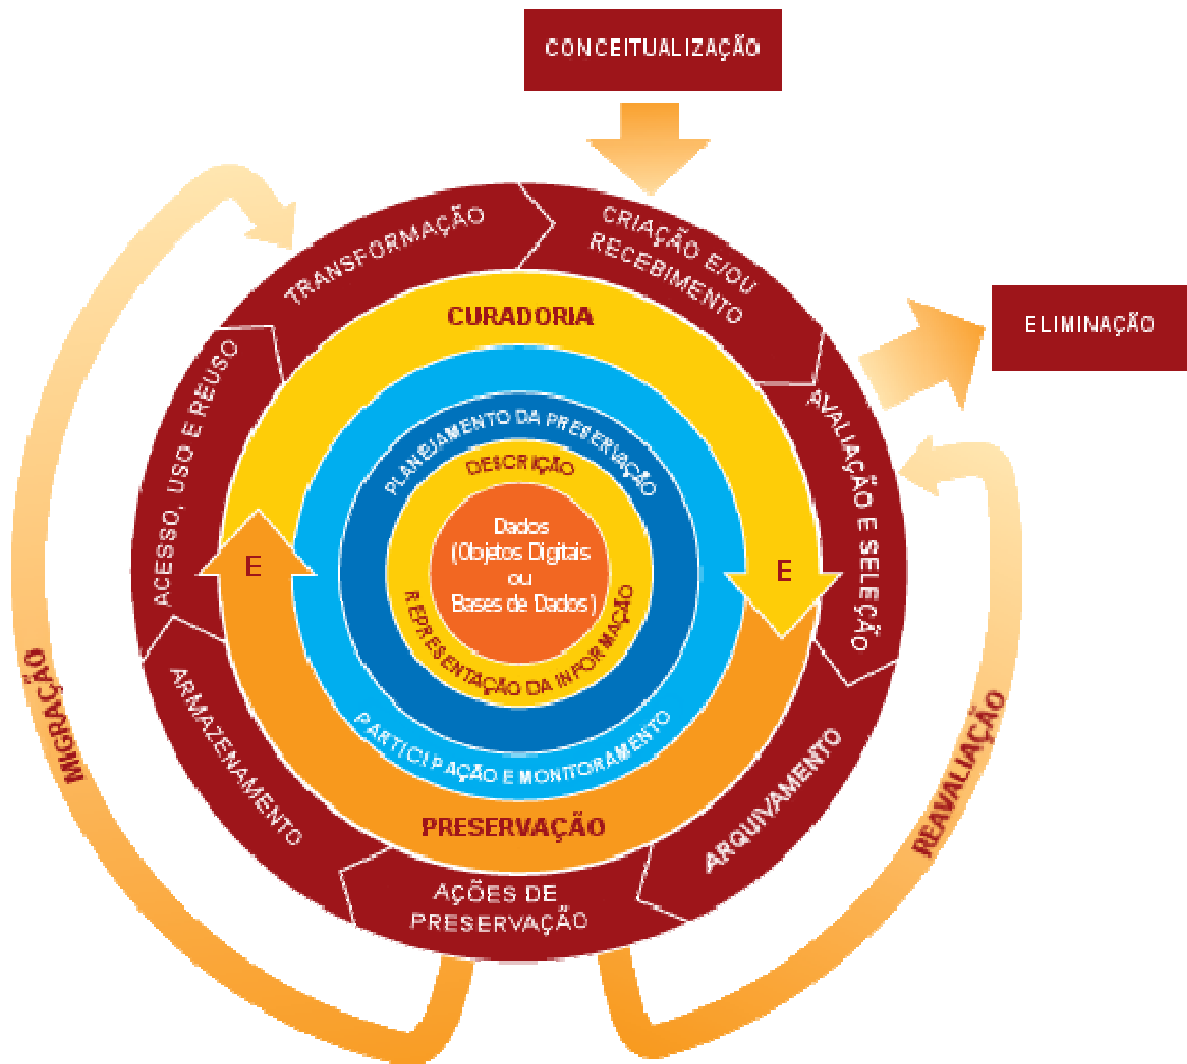 CONCEITUALIZAÇÃO
TRANSFORMAÇÃO
CRIAÇÃO E/OU
RECEBIMENTO
ELIMINAÇÃO
AVALIAÇÃO E SELEÇÃO
ARQUIVAMENTO
AÇÕES DE
PRESERVAÇÃO
ARMAZENAMENTO
ACESSO, USO E REUSO
CURADORIA
E
PRESERVAÇÃO
E
PLANEJAMENTO DA PRESERVAÇÃO
PARTICIPAÇÃO E MONITORAMENTO
DESCRIÇÃO
REPRESENTAÇÃO DA INFORMAÇÃO
Dados
(Objetos Digitais
ou
Bases de Dados)
MIGRAÇÃO
REAVALIAÇÃO